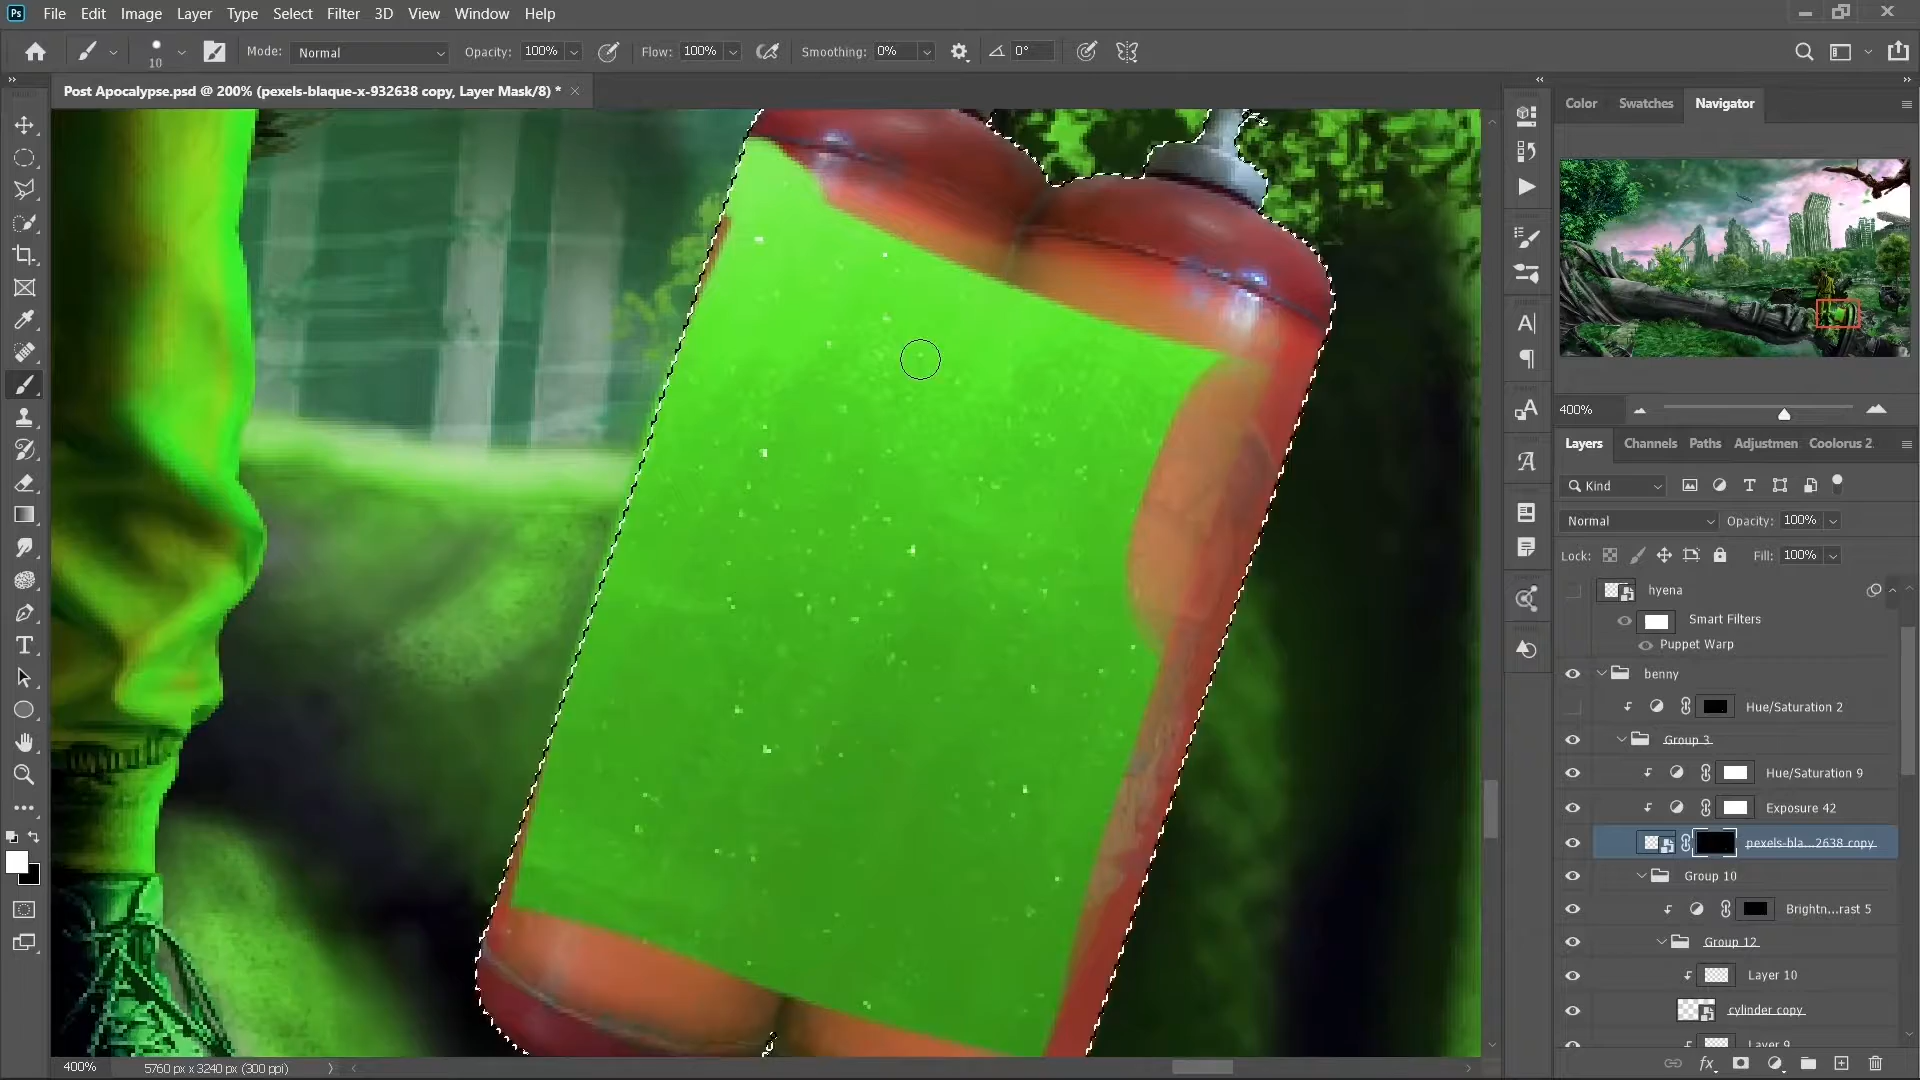 Ps File Edit Image Layer Type Select Filter 3D View Window Help
10 Mode: Normal Opacity: 100% Flow: 100% Smoothing: 0% 0°
Post Apocalypse.psd @ 200% (pexels-blaque-x-932638 copy, Layer Mask/8) *
Color Swatches Navigator
400%
Layers Channels Paths Adjustmen Coolorus 2
Kind
Normal Opacity: 100%
Lock: Fill: 100%
hyena
Smart Filters
Puppet Warp
benny
Hue/Saturation 2
Group 3
Hue/Saturation 9
Exposure 42
pexels-bla...2638 copy
Group 10
Brightn...rast 5
Group 12
Layer 10
cylinder copy
Layer 9
400% 5760 px x 3240 px (300 ppi)